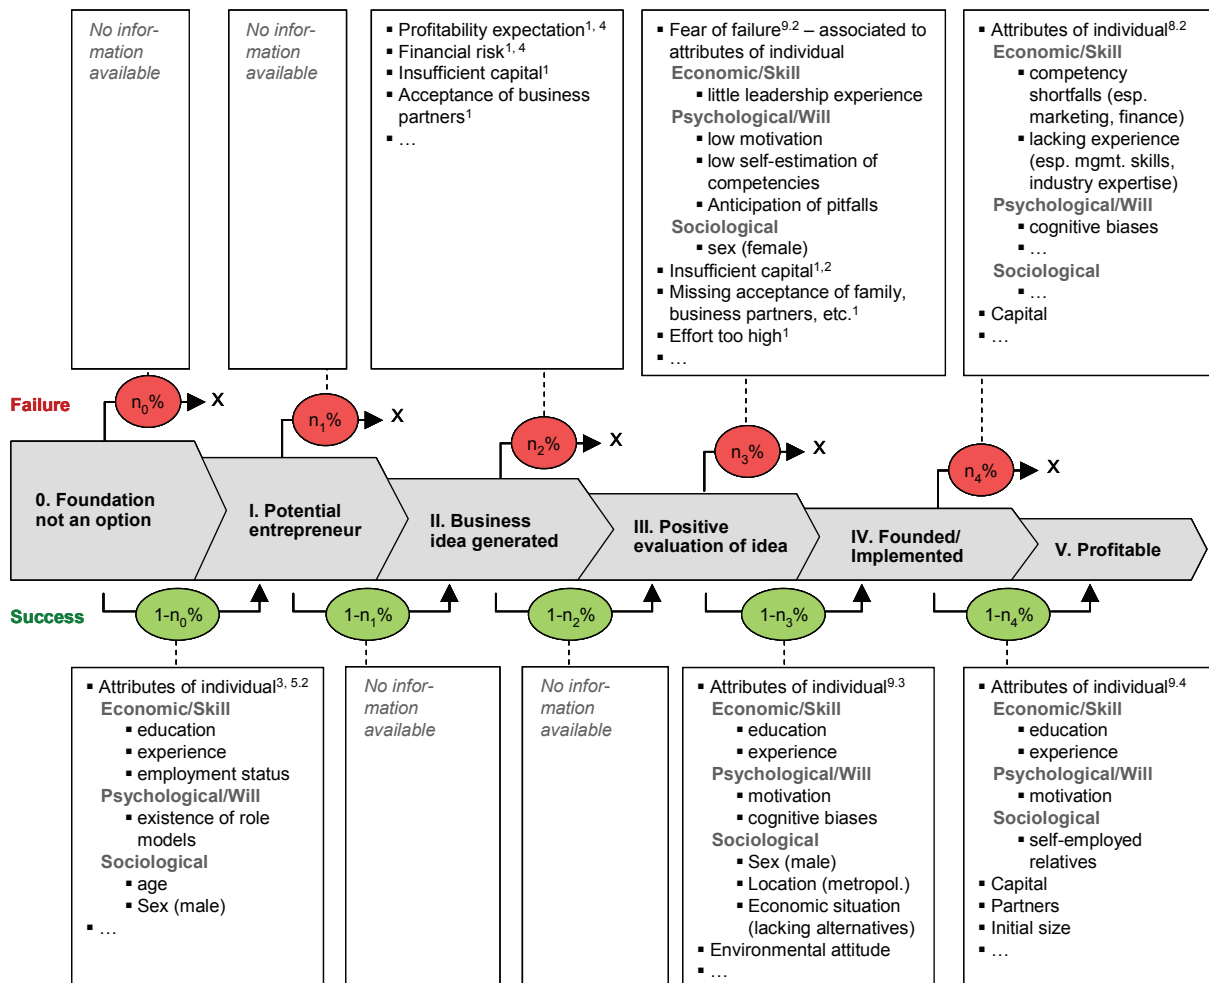 No infor-
mation
available
No infor-
mation
available
▪ Profitability expectation1, 4
▪ Financial risk1, 4
▪ Insufficient capital1
▪ Acceptance of business
partners1
▪ …
▪ Fear of failure9.2 – associated to
attributes of individual
Economic/Skill
▪ little leadership experience
Psychological/Will
▪ low motivation
▪ low self-estimation of
competencies
▪ Anticipation of pitfalls
Sociological
▪ sex (female)
▪ Insufficient capital1,2
▪ Missing acceptance of family,
business partners, etc.1
▪ Effort too high1
▪ …
▪ Attributes of individual8.2
Economic/Skill
▪ competency
shortfalls (esp.
marketing, finance)
▪ lacking experience
(esp. mgmt. skills,
industry expertise)
Psychological/Will
▪ cognitive biases
▪ …
Sociological
▪ …
▪ Capital
▪ …
Failure
n0%
X
n1%
X
n2%
X
n3%
X
n4%
X
0. Foundation
not an option
I. Potential
entrepreneur
II. Business
idea generated
III. Positive
evaluation of idea
IV. Founded/
Implemented
V. Profitable
Success
1-n0%
1-n1%
1-n2%
1-n3%
1-n4%
▪ Attributes of individual3, 5.2
Economic/Skill
▪ education
▪ experience
▪ employment status
Psychological/Will
▪ existence of role
models
Sociological
▪ age
▪ Sex (male)
▪ …
No infor-
mation
available
No infor-
mation
available
▪ Attributes of individual9.3
Economic/Skill
▪ education
▪ experience
Psychological/Will
▪ motivation
▪ cognitive biases
Sociological
▪ Sex (male)
▪ Location (metropol.)
▪ Economic situation
(lacking alternatives)
▪ Environmental attitude
▪ …
▪ Attributes of individual9.4
Economic/Skill
▪ education
▪ experience
Psychological/Will
▪ motivation
Sociological
▪ self-employed
relatives
▪ Capital
▪ Partners
▪ Initial size
▪ …